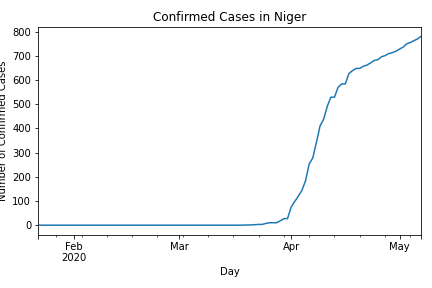 Confirmed Cases in Niger
Number of Confirmed Cases
800
700
600
500
400
300
200
100
0
Feb
2020
Mar
Apr
May
Day